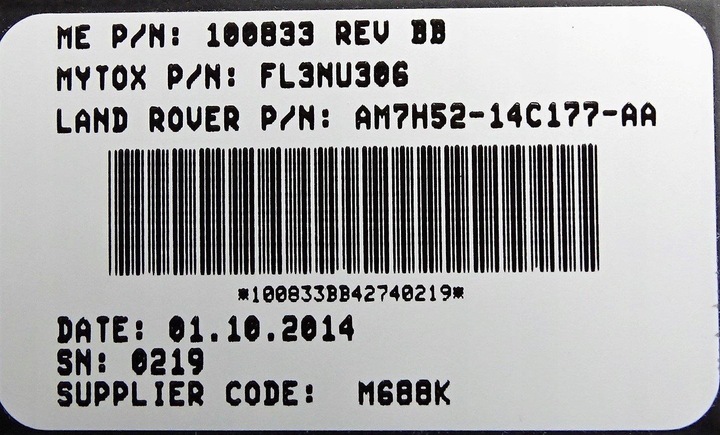 ME P/N: 100833 REV BB
MYTOX P/N: FL3NU306
LAND ROVER P/N: AM7H52-14C177-AA
*100833BB42740219*
DATE: 01.10.2014
SN: 0219
SUPPLIER CODE: M688K